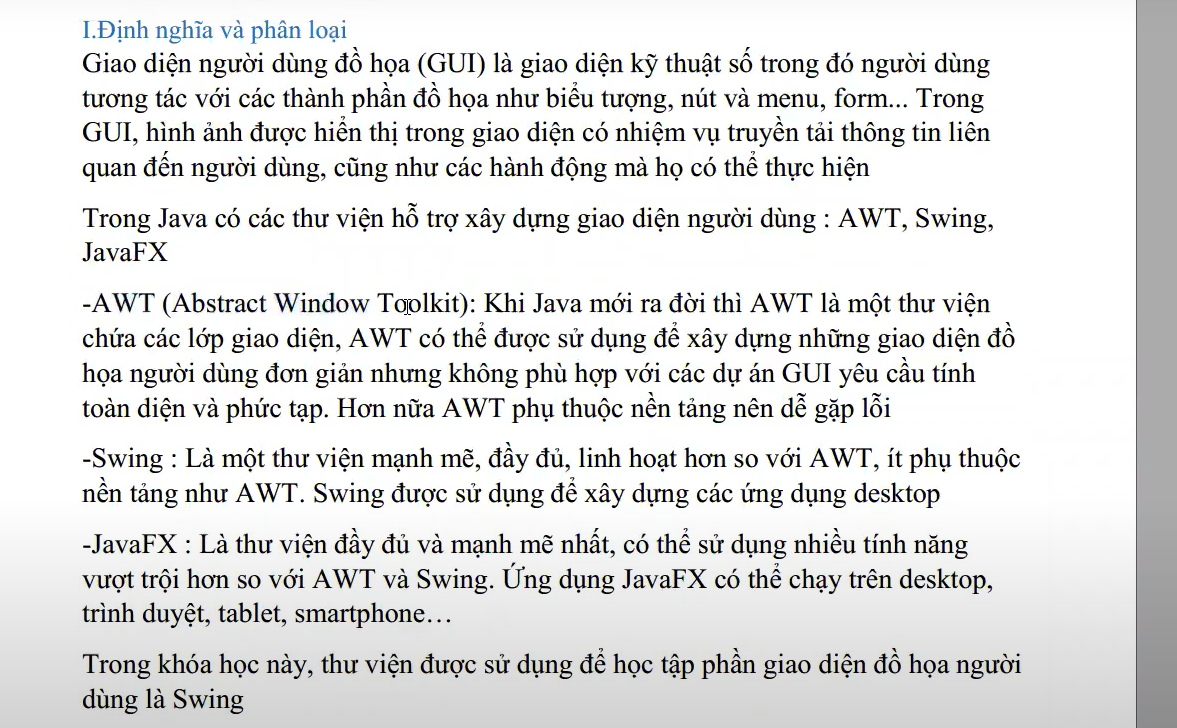 I.Định nghĩa và phân loại
Giao diện người dùng đồ họa (GUI) là giao diện kỹ thuật số trong đó người dùng
tương tác với các thành phần đồ họa như biểu tượng, nút và menu, form... Trong
GUI, hình ảnh được hiển thị trong giao diện có nhiệm vụ truyền tải thông tin liên
quan đến người dùng, cũng như các hành động mà họ có thể thực hiện
Trong Java có các thư viện hỗ trợ xây dựng giao diện người dùng : AWT, Swing,
JavaFX
-AWT (Abstract Window Toolkit): Khi Java mới ra đời thì AWT là một thư viện
chứa các lớp giao diện, AWT có thể được sử dụng để xây dựng những giao diện đồ
họa người dùng đơn giản nhưng không phù hợp với các dự án GUI yêu cầu tính
toàn diện và phức tạp. Hơn nữa AWT phụ thuộc nền tảng nên dễ gặp lỗi
-Swing : Là một thư viện mạnh mẽ, đầy đủ, linh hoạt hơn so với AWT, ít phụ thuộc
nền tảng như AWT. Swing được sử dụng để xây dựng các ứng dụng desktop
-JavaFX : Là thư viện đầy đủ và mạnh mẽ nhất, có thể sử dụng nhiều tính năng
vượt trội hơn so với AWT và Swing. Ứng dụng JavaFX có thể chạy trên desktop,
trình duyệt, tablet, smartphone…
Trong khóa học này, thư viện được sử dụng để học tập phần giao diện đồ họa người
dùng là Swing